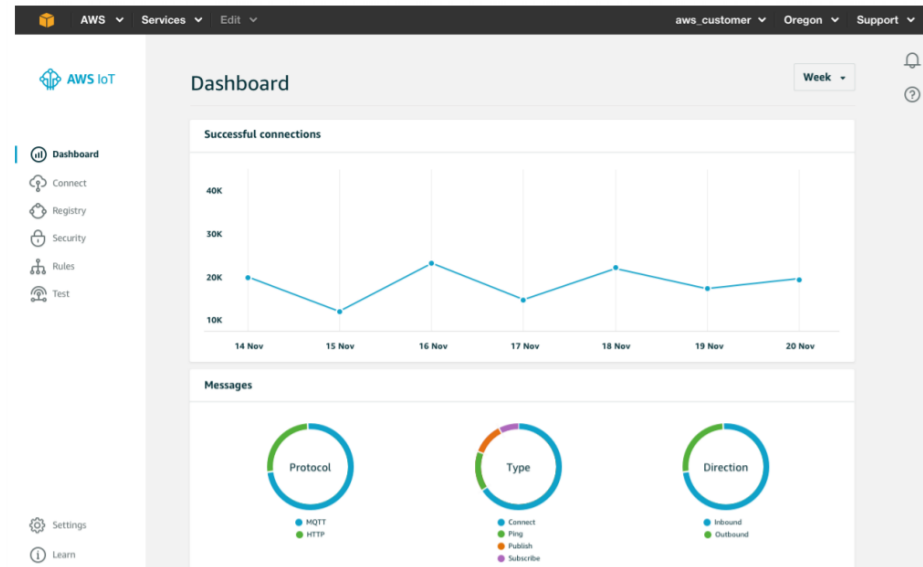 AWS Services Edit aws_customer Oregon Support
AWS IoT
Dashboard
Week
Successful connections
Dashboard
Connect
Registry
Security
Rules
Test
40K
30K
20K
10K
14 Nov 15 Nov 16 Nov 17 Nov 18 Nov 19 Nov 20 Nov
Messages
Protocol
MQTT
HTTP
Type
Connect
Ping
Publish
Subscribe
Direction
Inbound
Outbound
Settings
Learn